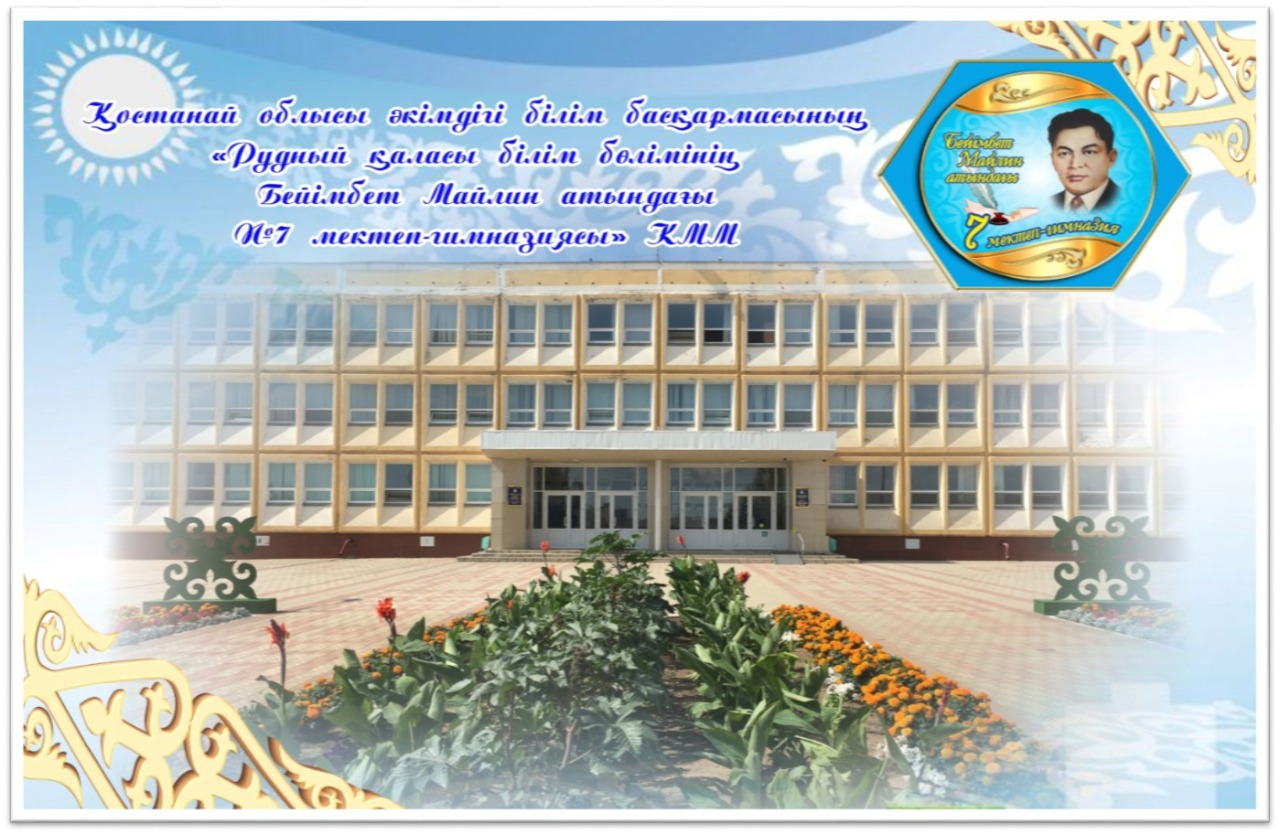 Қостанай облысы әкімдігі білім басқармасының
«Рудный қаласы білім бөлімінің
Бейімбет Майлин атындағы
№7 мектеп-гимназиясы» КММ
Бейімбет
Майлин
атындағы
7 мектеп-гимназия